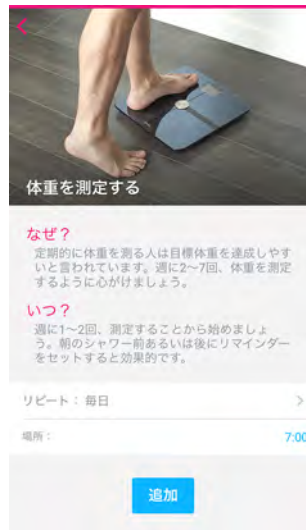 体重を測定する
なぜ？
定期的に体重を測る人は目標体重を達成しやす
いと言われています。週に2〜7回、体重を測定
するように心がけましょう。
いつ？
週に1〜2回、測定することから始めましょ
う。朝のシャワー前あるいは後にリマインダー
をセットすると効果的です。
リピート： 毎日
場所：
7:00
追加